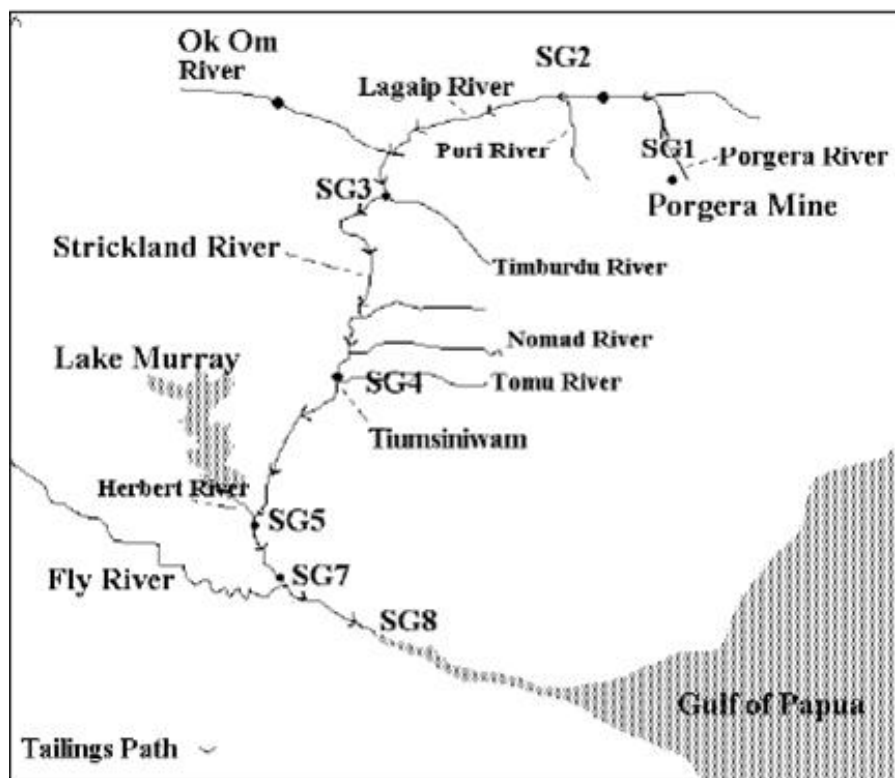 Ok Om
River
SG2
Lagaip River
Pori River
SG1
Porgera River
Porgera Mine
SG3
Strickland River
Timburdu River
Nomad River
Lake Murray
SG4
Tomu River
Tiumsiniwam
Herbert River
SG5
Fly River
SG7
SG8
Gulf of Papua
Tailings Path